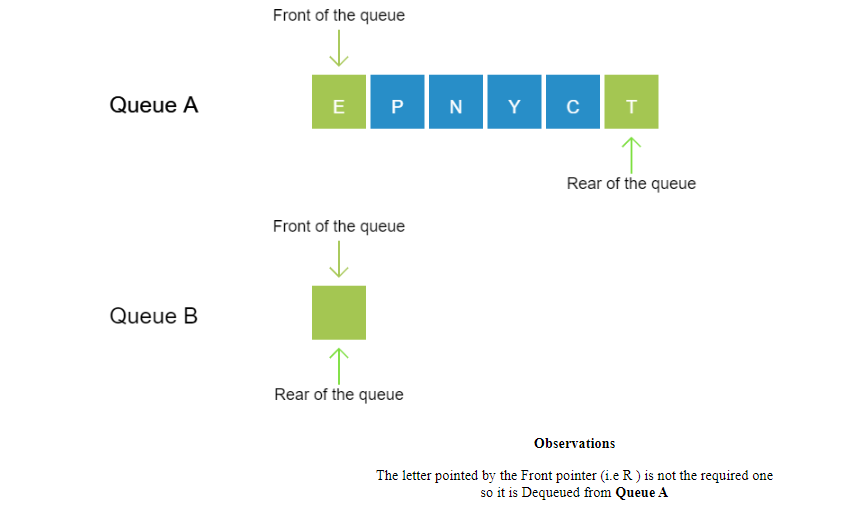 Front of the queue
Queue A
E P N Y C T
Rear of the queue
Front of the queue
Queue B
Rear of the queue
Observations
The letter pointed by the Front pointer (i.e R ) is not the required one
so it is Dequeued from Queue A